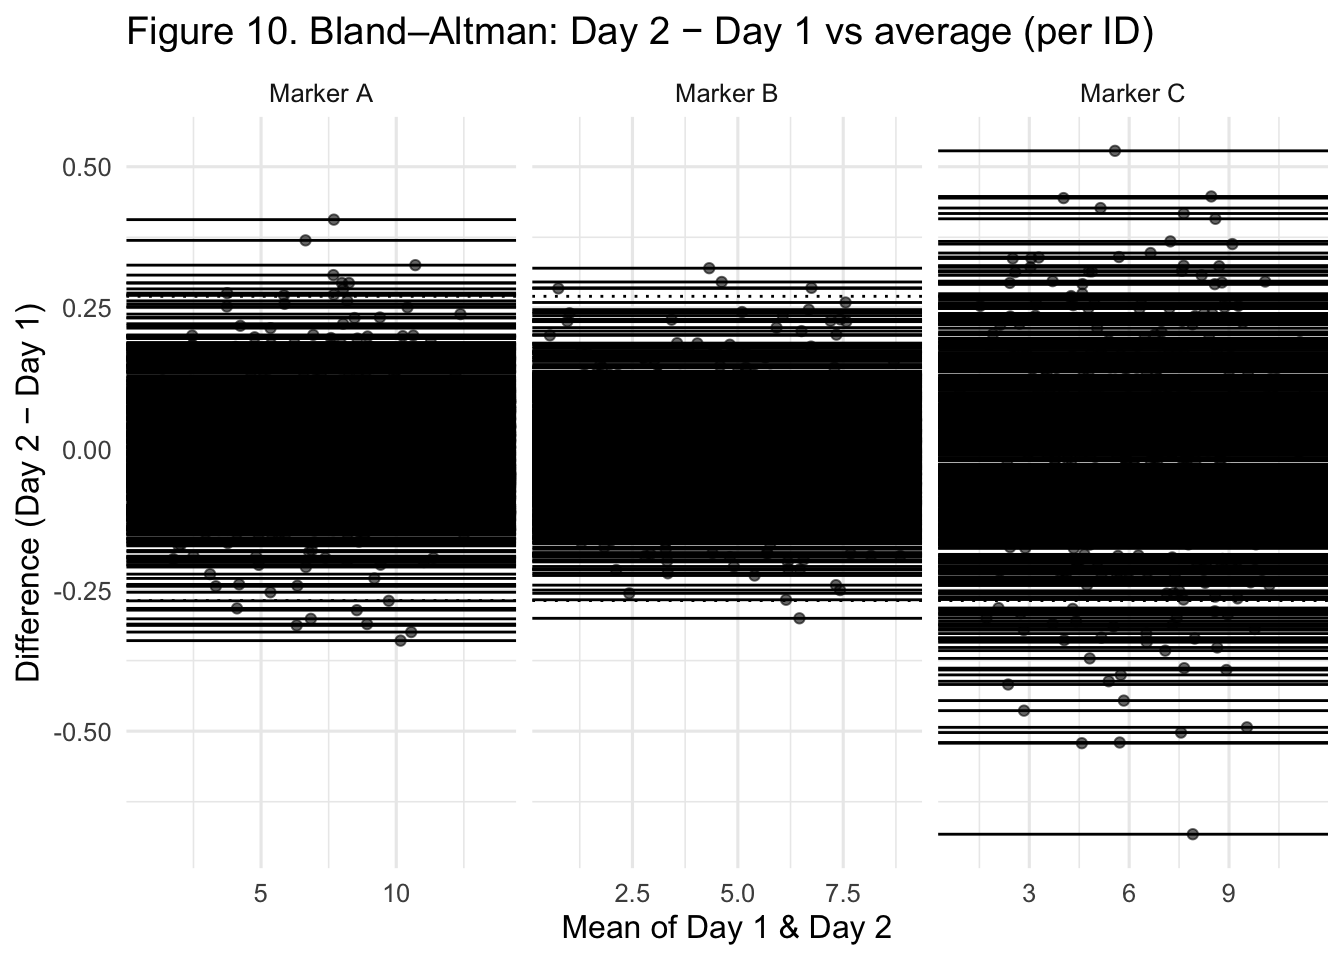 Figure 10. Bland–Altman: Day 2 − Day 1 vs average (per ID)
Marker A
Marker B
Marker C
Difference (Day 2 − Day 1)
0.50
0.25
0.00
-0.25
-0.50
5
10
2.5
5.0
7.5
3
6
9
Mean of Day 1 & Day 2